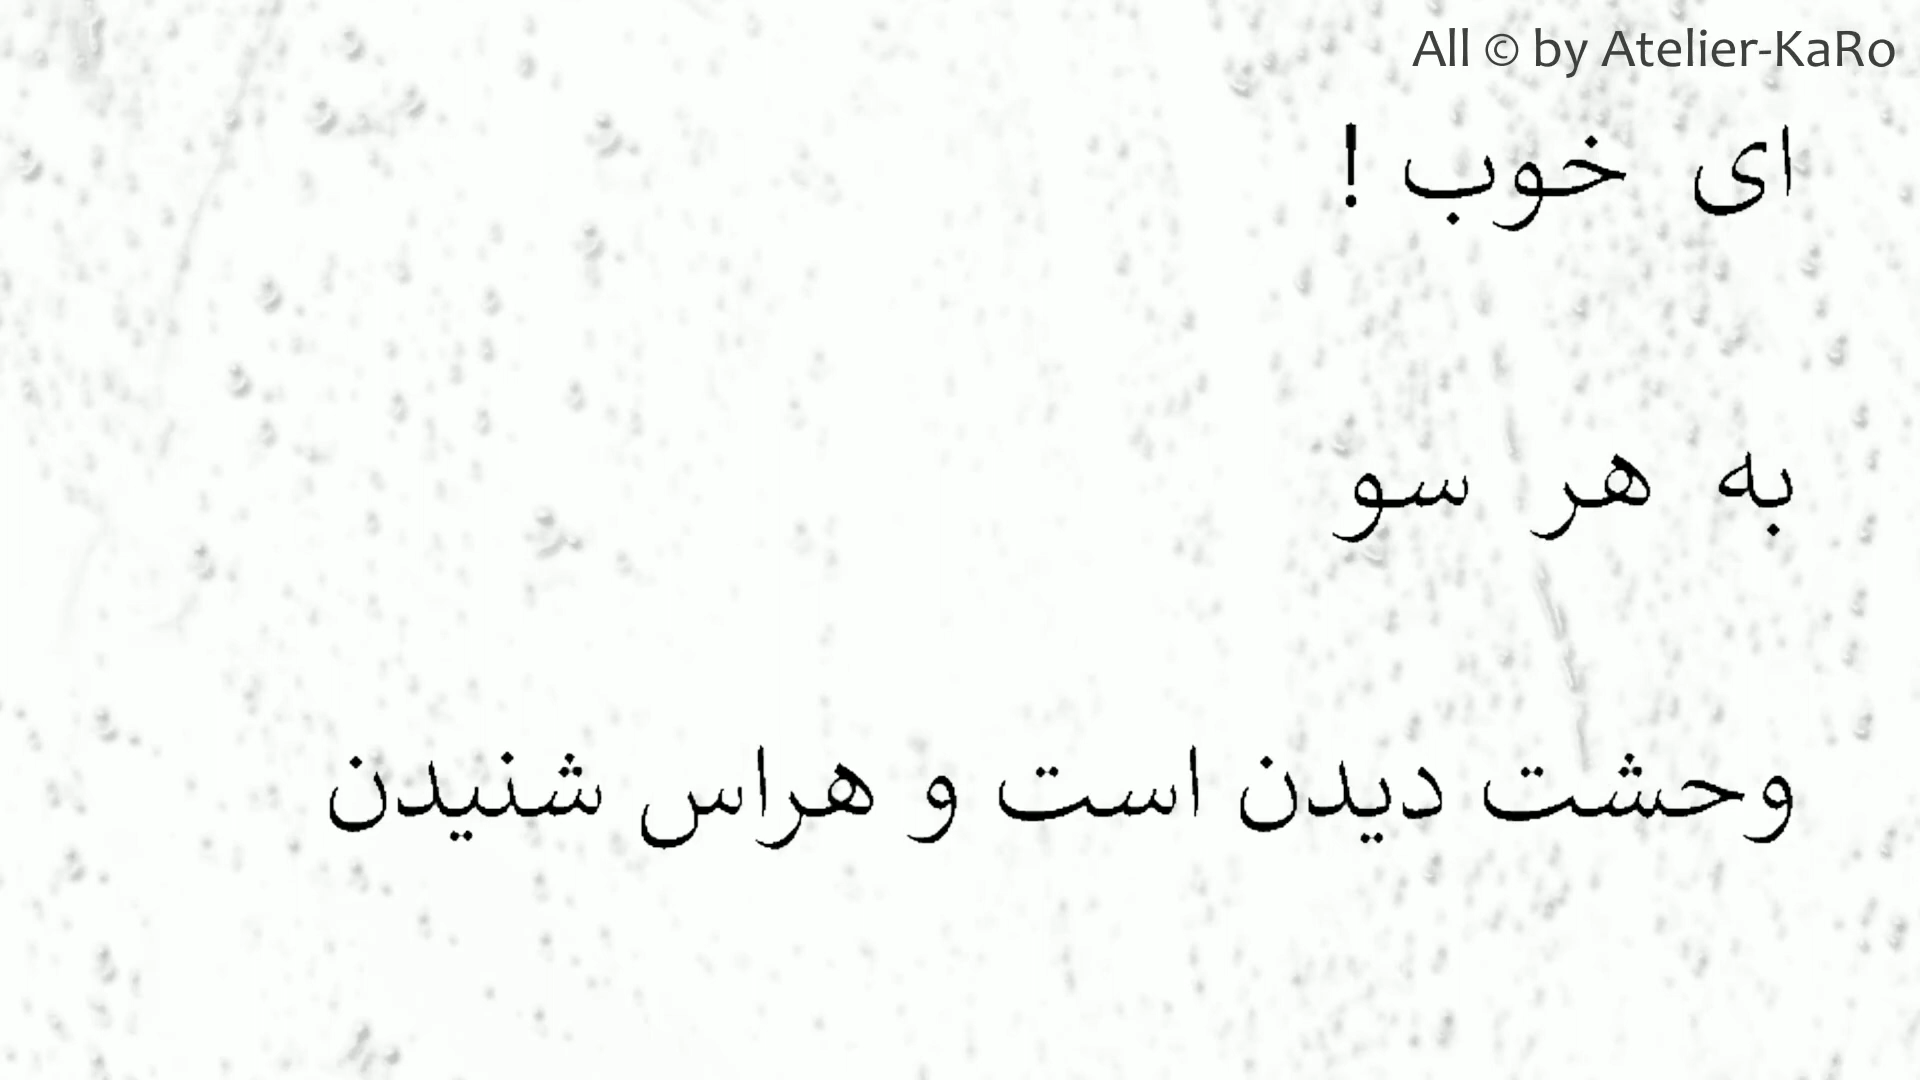 All © by Atelier-KaRo
ای خوب !
به هر سو
وحشت دیدن است و هراس شنیدن